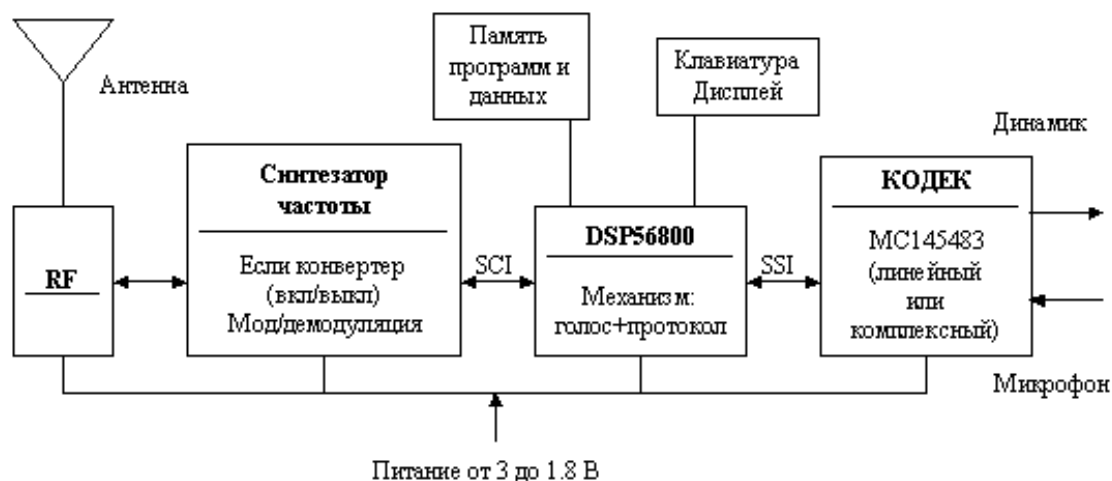 Антенна
Память
программ и
данных
Клавиатура
Дисплей
Динамик
RF
Синтезатор
частоты
Если конвертер
(вкл/выкл)
Мод/демодуляция
SCI
DSP56800
Механизм:
голос+протокол
SSI
КОДЕК
MC145483
(линейный
или
комплексный)
Микрофон
Питание от 3 до 1.8 В